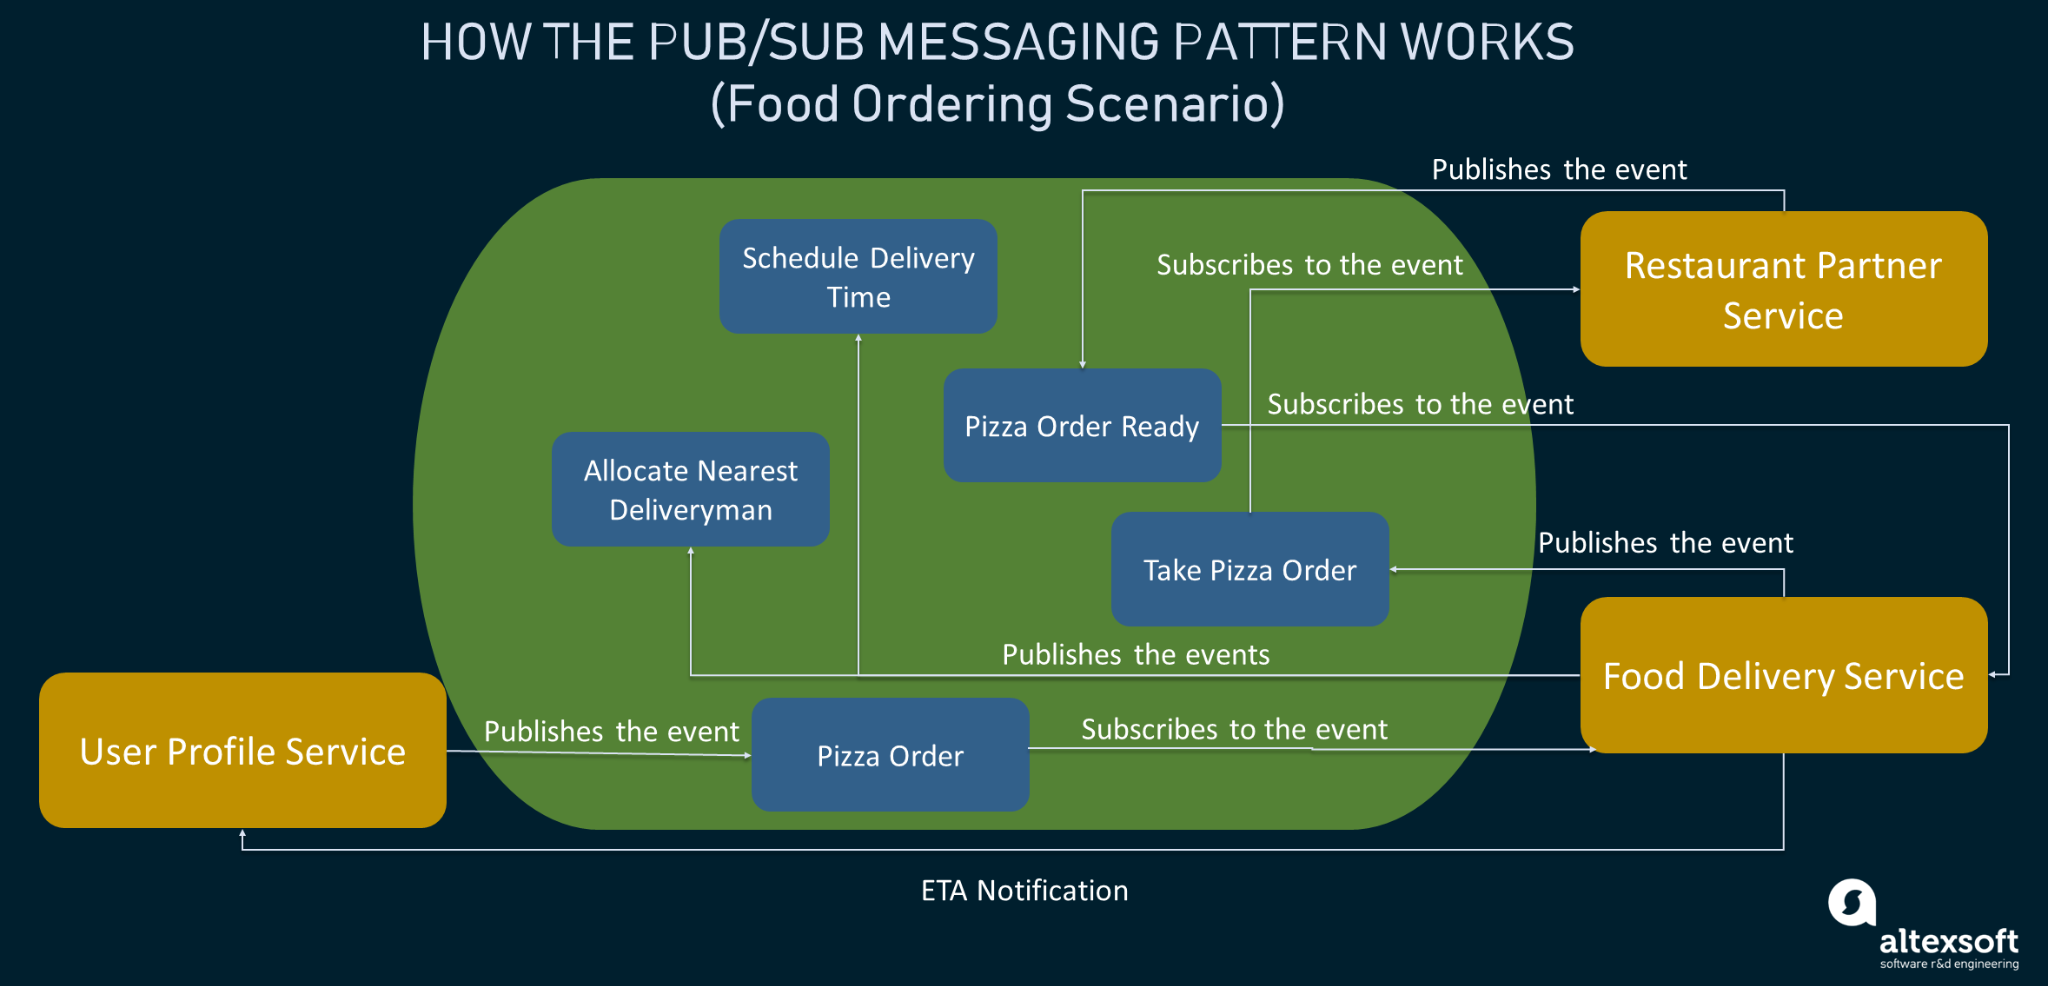 HOW THE PUB/SUB MESSAGING PATTERN WORKS
(Food Ordering Scenario)
Publishes the event
Restaurant Partner
Service
Schedule Delivery
Time
Subscribes to the event
Pizza Order Ready
Subscribes to the event
Allocate Nearest
Deliveryman
Take Pizza Order
Publishes the event
Publishes the events
Food Delivery Service
User Profile Service
Publishes the event
Pizza Order
Subscribes to the event
ETA Notification
altexsoft
software r&d engineering